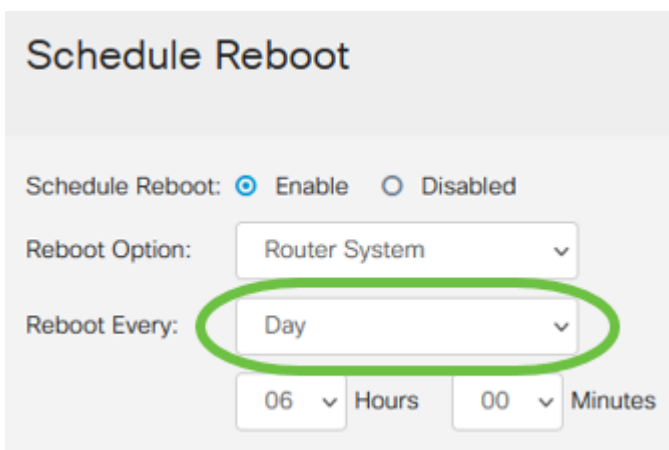 Schedule Reboot
Schedule Reboot: Enable Disabled
Reboot Option: Router System
Reboot Every: Day
06 Hours 00 Minutes